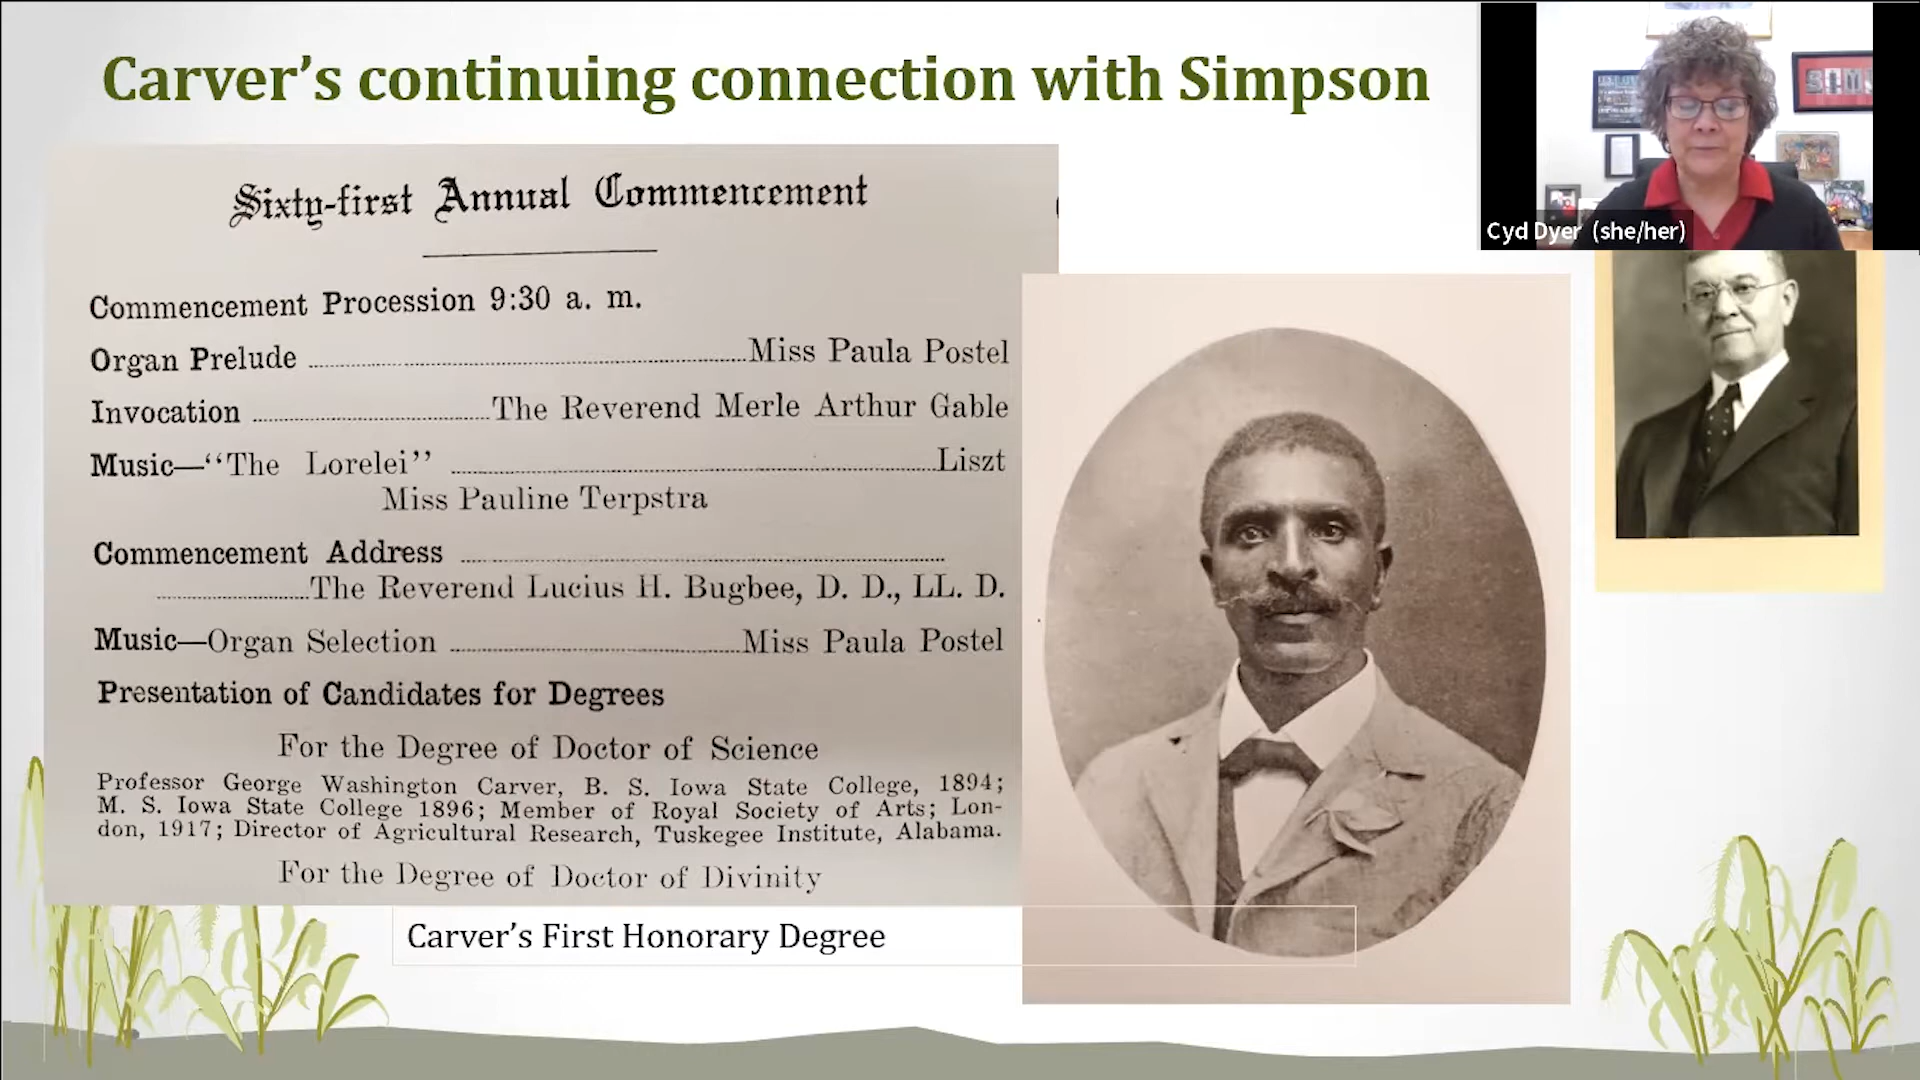 Carver’s continuing connection with Simpson
Sixty-first Annual Commencement
Commencement Procession 9:30 a. m.
Organ Prelude ........ Miss Paula Postel
Invocation ........ The Reverend Merle Arthur Gable
Music—“The Lorelei” ........ Liszt
Miss Pauline Terpstra
Commencement Address ........
........ The Reverend Lucius H. Bugbee, D. D., LL. D.
Music—Organ Selection ........ Miss Paula Postel
Presentation of Candidates for Degrees
For the Degree of Doctor of Science
Professor George Washington Carver, B. S. Iowa State College, 1894;
M. S. Iowa State College 1896; Member of Royal Society of Arts; Lon-
don, 1917; Director of Agricultural Research, Tuskegee Institute, Alabama.
For the Degree of Doctor of Divinity
Carver’s First Honorary Degree
Cyd Dyer (she/her)